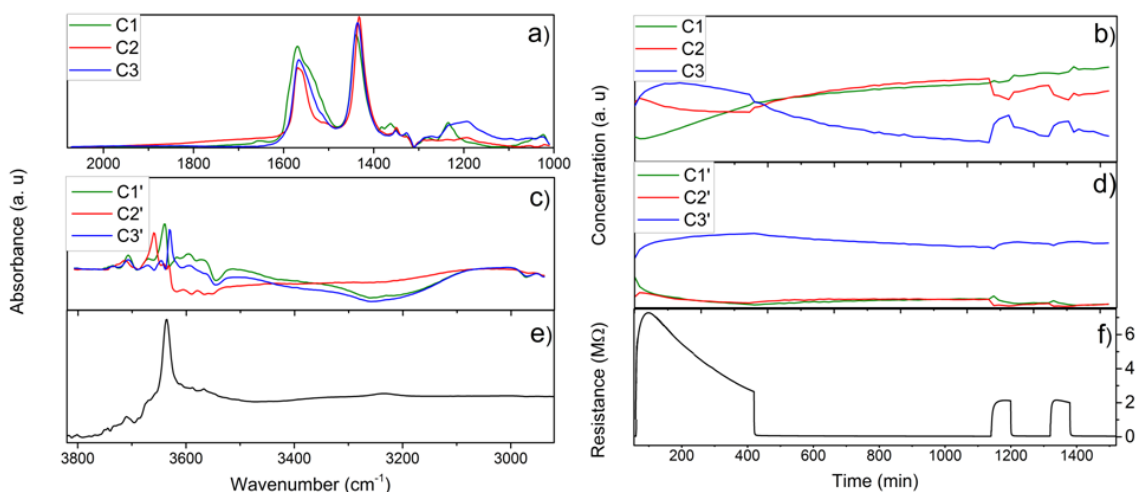 C1
C2
C3
a)
2000
1800
1600
1400
1200
1000
C1'
C2'
C3'
c)
e)
3800
3600
3400
3200
3000
Wavenumber (cm-1)
Absorbance (a. u)
C1
C2
C3
b)
C1'
C2'
C3'
d)
Concentration (a. u)
f)
6
4
2
0
Resistance (MΩ)
200
400
600
800
1000
1200
1400
Time (min)